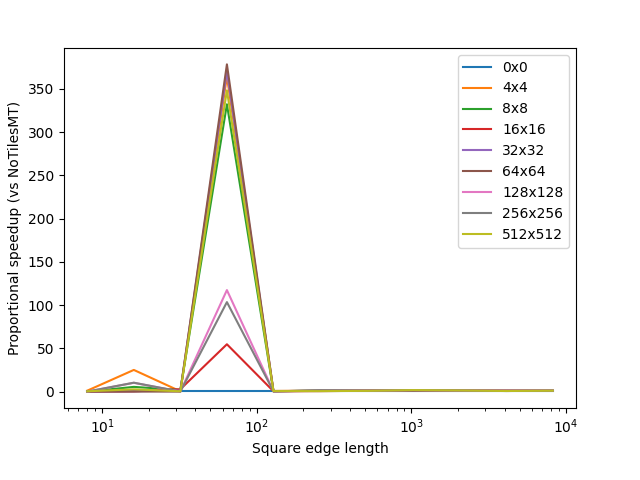 Proportional speedup (vs NoTilesMT)
350
300
250
200
150
100
50
0
10¹
10²
10³
10⁴
Square edge length
0x0
4x4
8x8
16x16
32x32
64x64
128x128
256x256
512x512